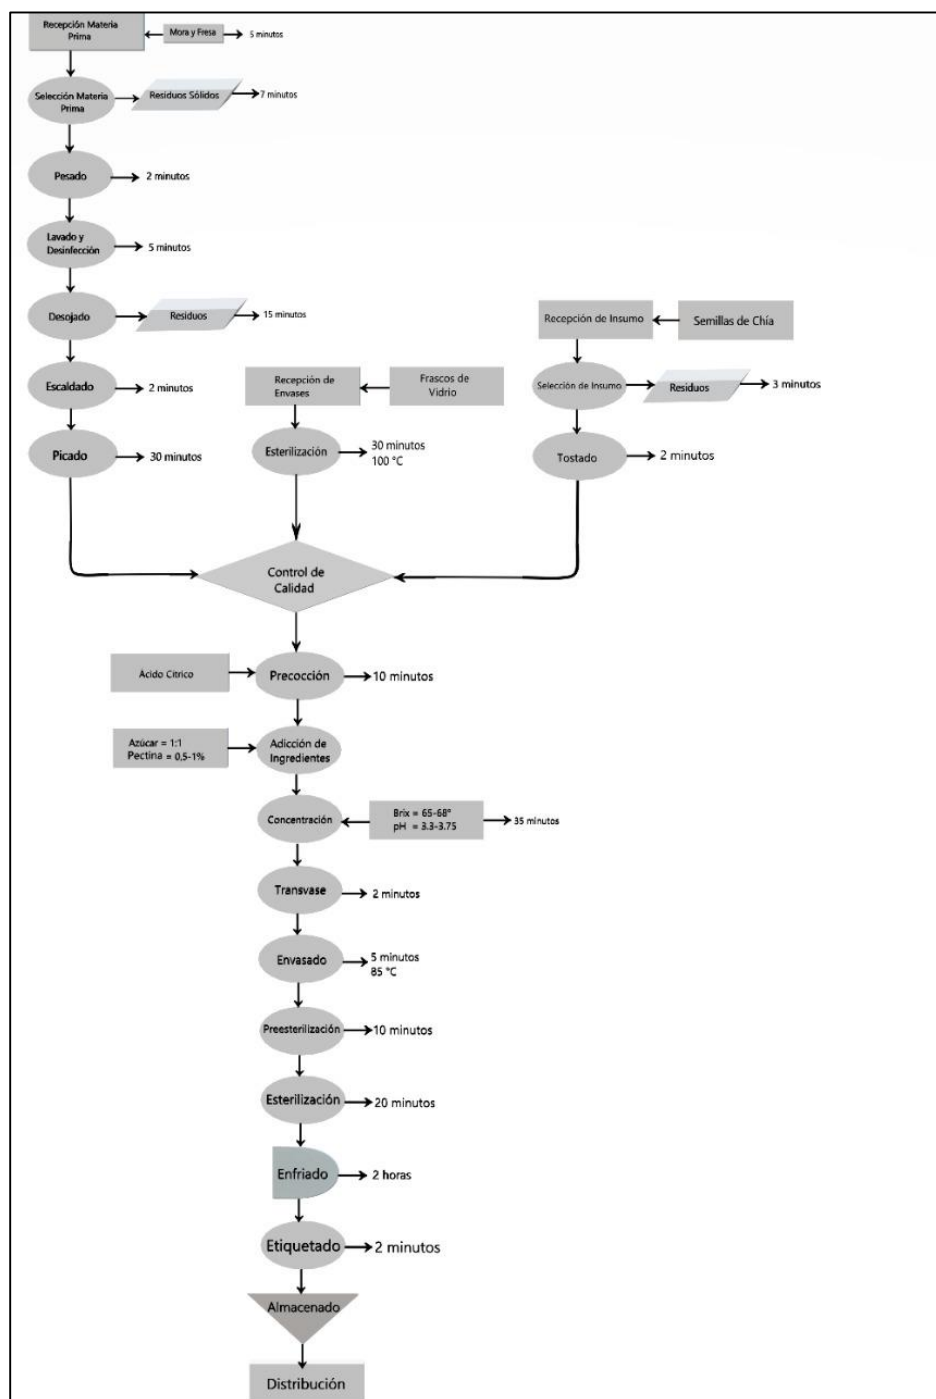 Recepción Materia
Prima
Mora y Fresa
5 minutos
Selección Materia
Prima
Resíduos Sólidos
7 minutos
Pesado
2 minutos
Lavado y
Desinfección
5 minutos
Desojado
Resíduos
15 minutos
Escaldado
2 minutos
Picado
30 minutos
Recepción de
Envases
Frascos de
Vidrio
Esterilización
30 minutos
100 °C
Recepción de Insumo
Semillas de Chía
Selección de Insumo
Resíduos
3 minutos
Tostado
2 minutos
Control de
Calidad
Ácido Cítrico
Precocción
10 minutos
Azúcar = 1:1
Pectina = 0,5-1%
Adicción de
Ingredientes
Concentración
Brix = 65-68°
pH = 3.3-3.75
35 minutos
Transvase
2 minutos
Envasado
5 minutos
85 °C
Preesterilización
10 minutos
Esterilización
20 minutos
Enfriado
2 horas
Etiquetado
2 minutos
Almacenado
Distribución